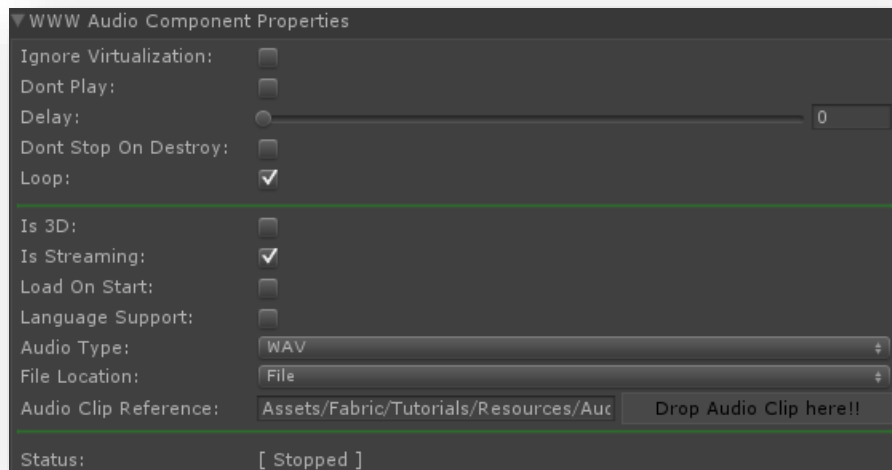 WWW Audio Component Properties
Ignore Virtualization:
Dont Play:
Delay: 0
Dont Stop On Destroy:
Loop:
Is 3D:
Is Streaming:
Load On Start:
Language Support:
Audio Type: WAV
File Location: File
Audio Clip Reference: Assets/Fabric/Tutorials/Resources/Auc Drop Audio Clip here!!
Status: [ Stopped ]